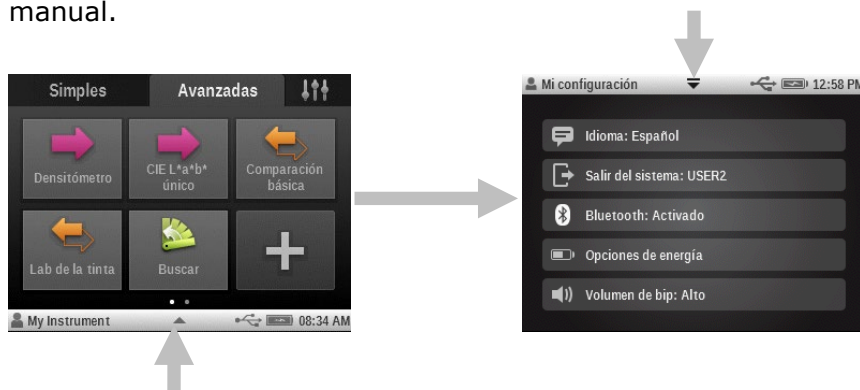 manual.
Simples
Avanzadas
Densitómetro
CIE L*a*b*
único
Comparación
básica
Lab de la tinta
Buscar
My Instrument
08:34 AM
Mi configuración
12:58 PM
Idioma: Español
Salir del sistema: USER2
Bluetooth: Activado
Opciones de energía
Volumen de bip: Alto